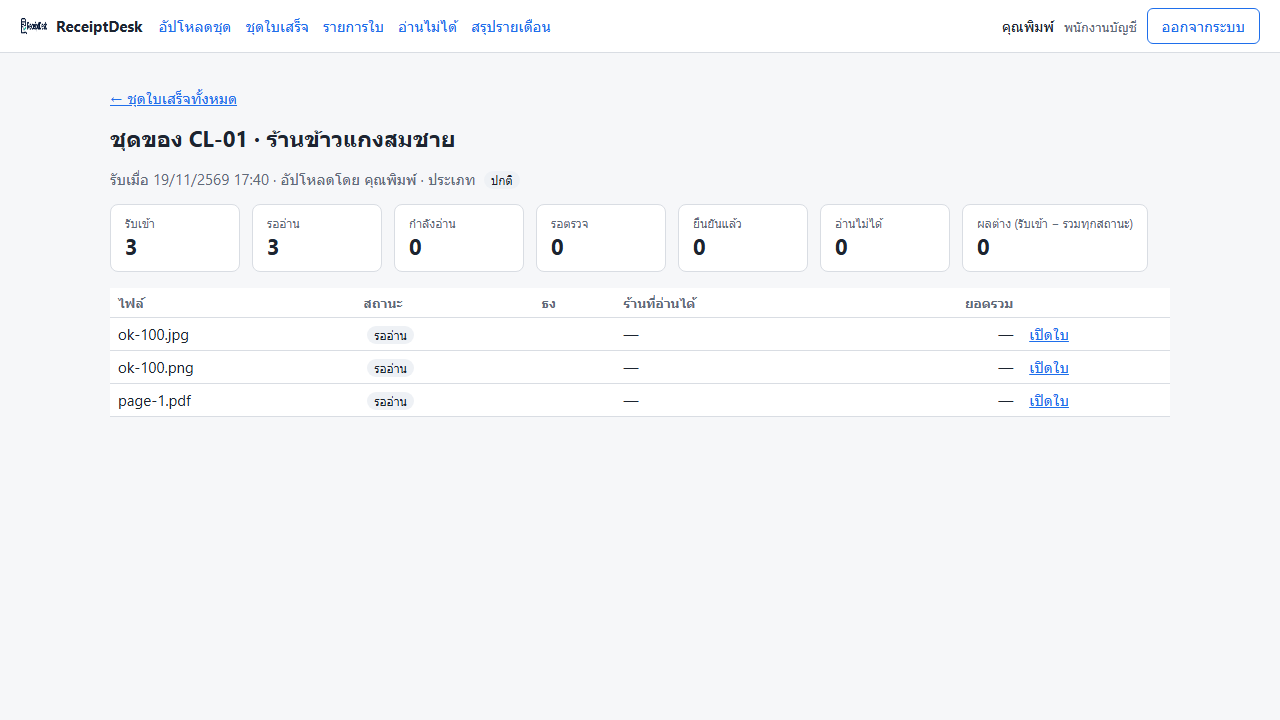 ReceiptDesk อัปโหลดชุด ชุดใบเสร็จ รายการใบ อ่านไม่ได้ สรุปรายเดือน คุณพิมพ์ พนักงานบัญชี ออกจากระบบ
← ชุดใบเสร็จทั้งหมด
ชุดของ CL-01 · ร้านข้าวแกงสมชาย
รับเมื่อ 19/11/2569 17:40 · อัปโหลดโดย คุณพิมพ์ · ประเภท ปกติ
รับเข้า รออ่าน กำลังอ่าน รอตรวจ ยืนยันแล้ว อ่านไม่ได้ ผลต่าง (รับเข้า − รวมทุกสถานะ)
3 3 0 0 0 0 0
ไฟล์ สถานะ ธง ร้านที่อ่านได้ ยอดรวม
ok-100.jpg รออ่าน — — เปิดใบ
ok-100.png รออ่าน — — เปิดใบ
page-1.pdf รออ่าน — — เปิดใบ